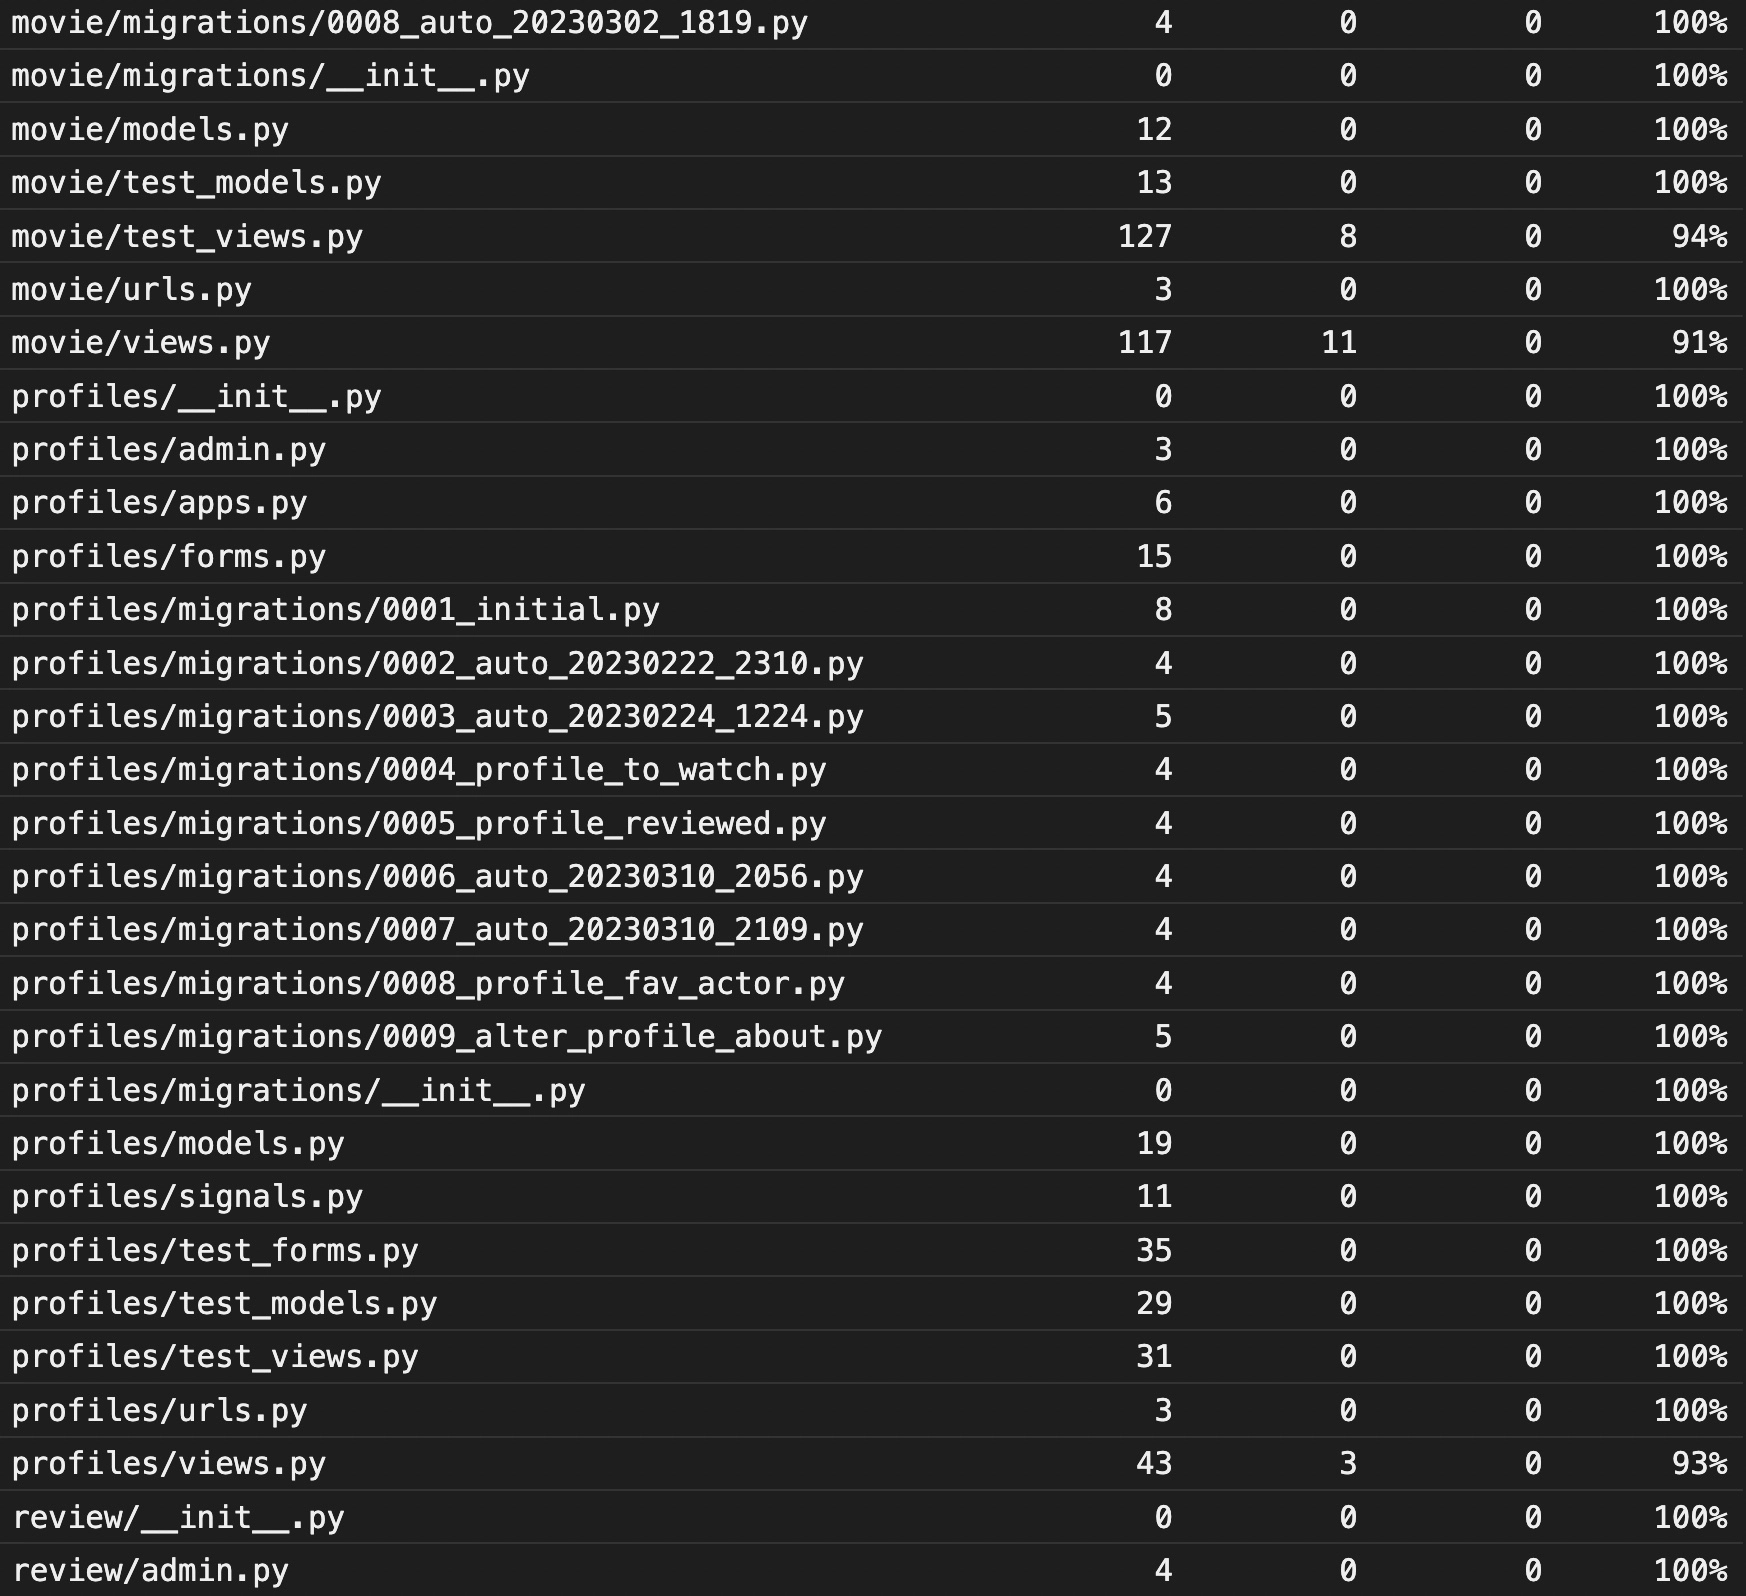 movie/migrations/0008_auto_20230302_1819.py 4 0 0 100%
movie/migrations/__init__.py 0 0 0 100%
movie/models.py 12 0 0 100%
movie/test_models.py 13 0 0 100%
movie/test_views.py 127 8 0 94%
movie/urls.py 3 0 0 100%
movie/views.py 117 11 0 91%
profiles/__init__.py 0 0 0 100%
profiles/admin.py 3 0 0 100%
profiles/apps.py 6 0 0 100%
profiles/forms.py 15 0 0 100%
profiles/migrations/0001_initial.py 8 0 0 100%
profiles/migrations/0002_auto_20230222_2310.py 4 0 0 100%
profiles/migrations/0003_auto_20230224_1224.py 5 0 0 100%
profiles/migrations/0004_profile_to_watch.py 4 0 0 100%
profiles/migrations/0005_profile_reviewed.py 4 0 0 100%
profiles/migrations/0006_auto_20230310_2056.py 4 0 0 100%
profiles/migrations/0007_auto_20230310_2109.py 4 0 0 100%
profiles/migrations/0008_profile_fav_actor.py 4 0 0 100%
profiles/migrations/0009_alter_profile_about.py 5 0 0 100%
profiles/migrations/__init__.py 0 0 0 100%
profiles/models.py 19 0 0 100%
profiles/signals.py 11 0 0 100%
profiles/test_forms.py 35 0 0 100%
profiles/test_models.py 29 0 0 100%
profiles/test_views.py 31 0 0 100%
profiles/urls.py 3 0 0 100%
profiles/views.py 43 3 0 93%
review/__init__.py 0 0 0 100%
review/admin.py 4 0 0 100%